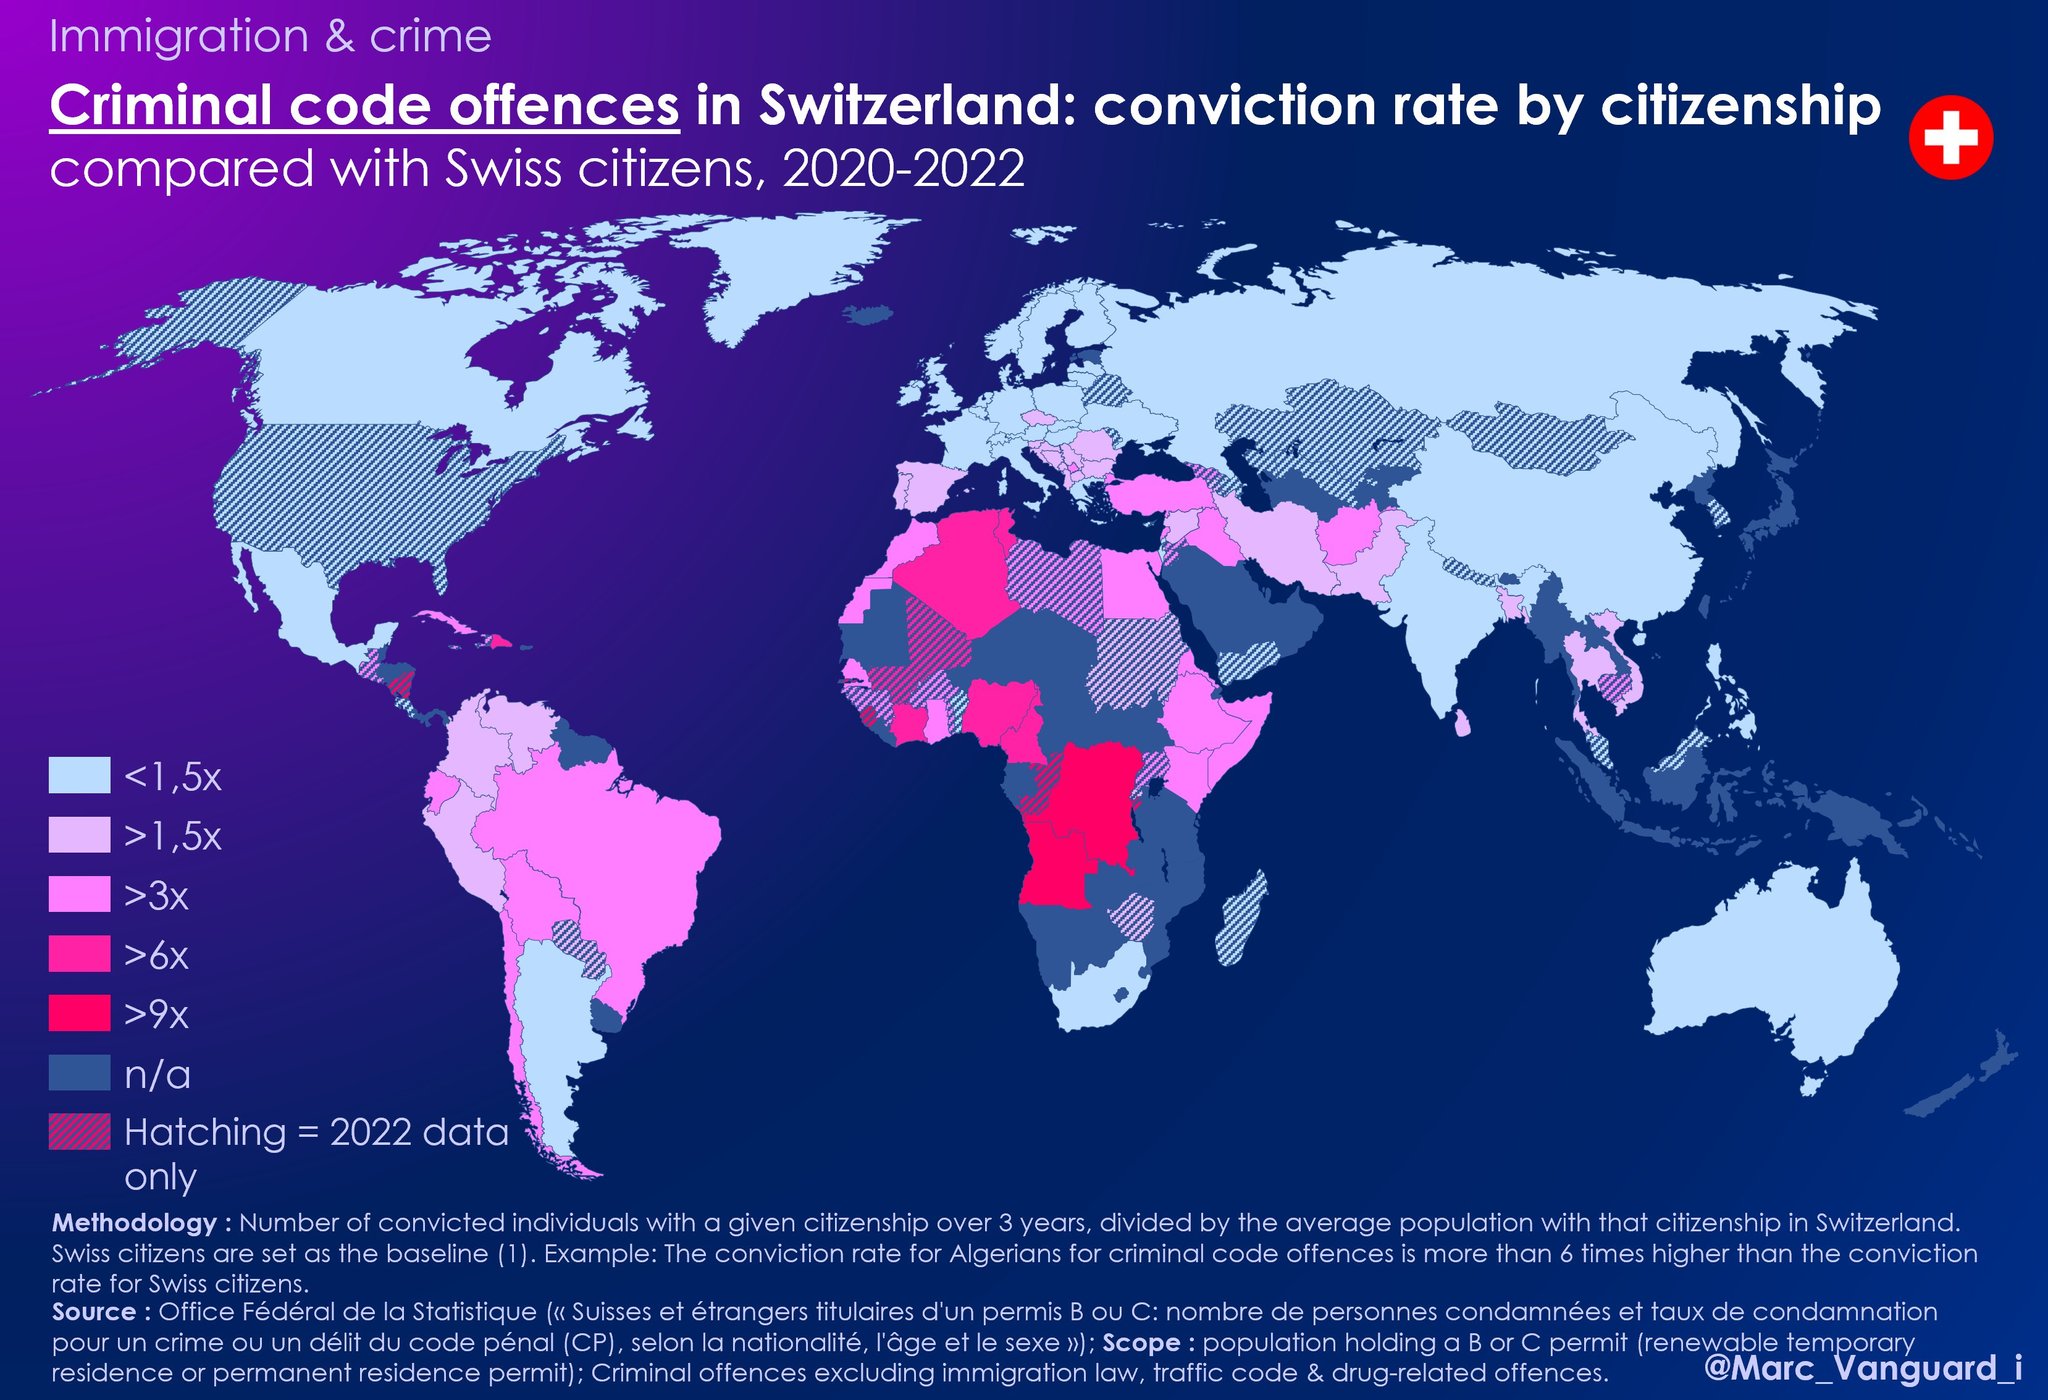 Immigration & crime
Criminal code offences in Switzerland: conviction rate by citizenship
compared with Swiss citizens, 2020-2022
<1,5x
>1,5x
>3x
>6x
>9x
n/a
Hatching = 2022 data
only
Methodology : Number of convicted individuals with a given citizenship over 3 years, divided by the average population with that citizenship in Switzerland.
Swiss citizens are set as the baseline (1). Example: The conviction rate for Algerians for criminal code offences is more than 6 times higher than the conviction
rate for Swiss citizens.
Source : Office Fédéral de la Statistique (« Suisses et étrangers titulaires d'un permis B ou C: nombre de personnes condamnées et taux de condamnation
pour un crime ou un délit du code pénal (CP), selon la nationalité, l'âge et le sexe »); Scope : population holding a B or C permit (renewable temporary
residence or permanent residence permit); Criminal offences excluding immigration law, traffic code & drug-related offences.
@Marc_Vanguard_i